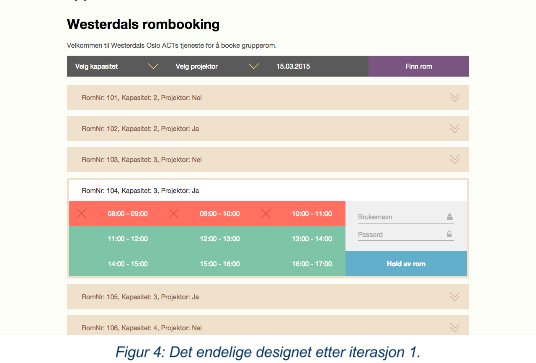 Westerdals rombooking
Velkommen til Westerdals Oslo ACTs tjeneste for å booke grupperom.
Velg kapasitet Velg projektor 15.03.2015 Finn rom
RomNr: 101, Kapasitet: 2, Projektor: Nei
RomNr: 102, Kapasitet: 2, Projektor: Ja
RomNr: 103, Kapasitet: 3, Projektor: Nei
RomNr: 104, Kapasitet: 3, Projektor: Ja
08:00 - 09:00 09:00 - 10:00 10:00 - 11:00
Brukernavn
11:00 - 12:00 12:00 - 13:00 13:00 - 14:00
Passord
14:00 - 15:00 15:00 - 16:00 16:00 - 17:00 Hold av rom
RomNr: 105, Kapasitet: 3, Projektor: Ja
RomNr: 106, Kapasitet: 4, Projektor: Nei
Figur 4: Det endelige designet etter iterasjon 1.